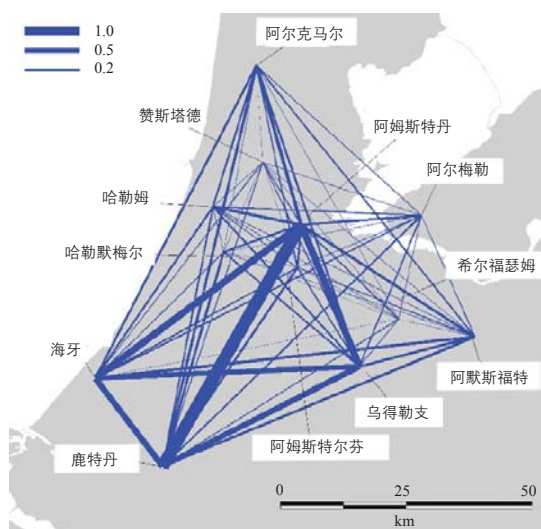 1.0
0.5
0.2
阿尔克马尔
赞斯塔德
阿姆斯特丹
阿尔梅勒
哈勒姆
哈勒默梅尔
希尔福瑟姆
海牙
阿默斯福特
乌得勒支
鹿特丹
阿姆斯特尔芬
0 25 50
km